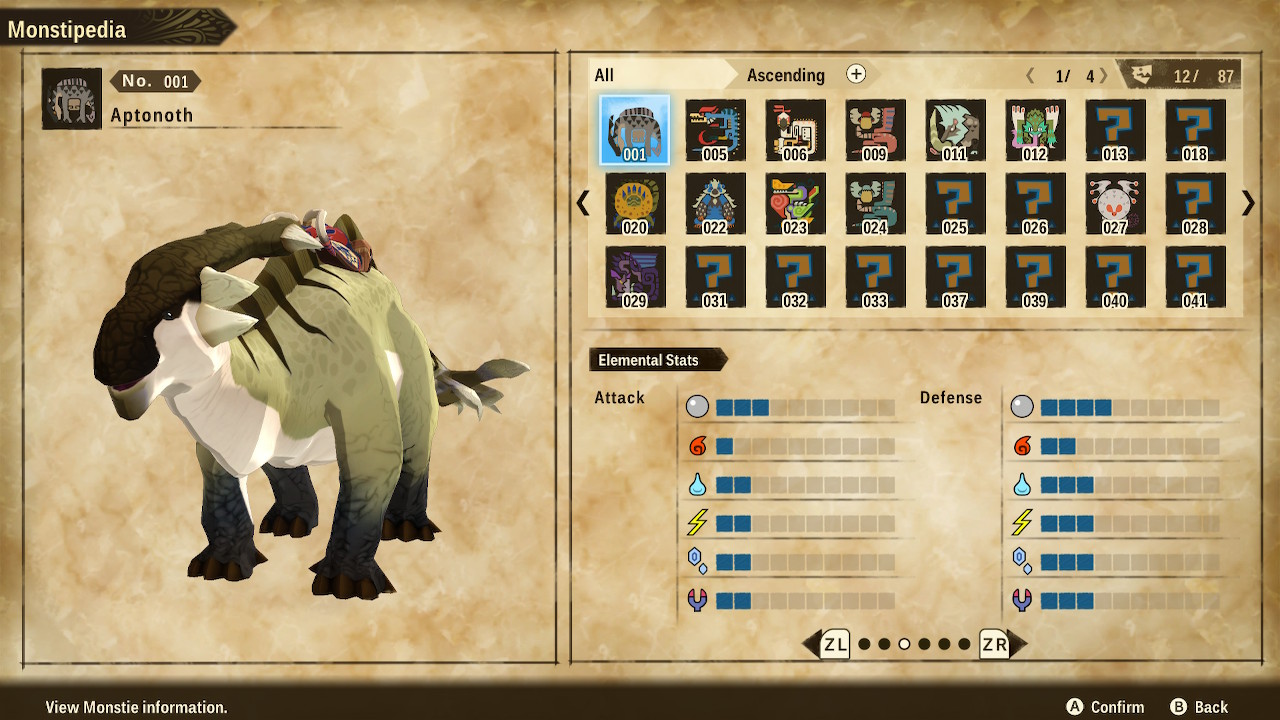 Monstipedia
No. 001
Aptonoth
All
Ascending
1/ 4
12/ 87
001 005 006 009 011 012 013 018
020 022 023 024 025 026 027 028
029 031 032 033 037 039 040 041
Elemental Stats
Attack
Defense
ZL
ZR
View Monstie information.
A Confirm
B Back